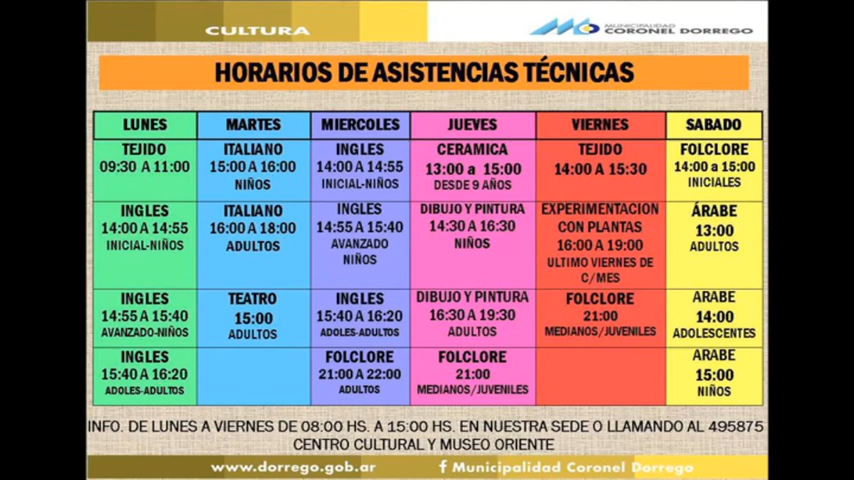 CULTURA
MUNICIPALIDAD
CORONEL DORREGO
HORARIOS DE ASISTENCIAS TÉCNICAS
LUNES MARTES MIERCOLES JUEVES VIERNES SABADO
TEJIDO
09:30 A 11:00
ITALIANO
15:00 A 16:00
NIÑOS
INGLES
14:00 A 14:55
INICIAL-NIÑOS
CERAMICA
13:00 a 15:00
DESDE 9 AÑOS
TEJIDO
14:00 A 15:30
FOLCLORE
14:00 a 15:00
INICIALES
INGLES
14:00 A 14:55
INICIAL-NIÑOS
ITALIANO
16:00 A 18:00
ADULTOS
INGLES
14:55 A 15:40
AVANZADO
NIÑOS
DIBUJO Y PINTURA
14:30 A 16:30
NIÑOS
EXPERIMENTACION
CON PLANTAS
16:00 A 19:00
ULTIMO VIERNES DE
C/MES
ÁRABE
13:00
ADULTOS
INGLES
14:55 A 15:40
AVANZADO-NIÑOS
TEATRO
15:00
ADULTOS
INGLES
15:40 A 16:20
ADOLES-ADULTOS
DIBUJO Y PINTURA
16:30 A 19:30
ADULTOS
FOLCLORE
21:00
MEDIANOS/JUVENILES
ARABE
14:00
ADOLESCENTES
INGLES
15:40 A 16:20
ADOLES-ADULTOS
FOLCLORE
21:00 A 22:00
ADULTOS
FOLCLORE
21:00
MEDIANOS/JUVENILES
ARABE
15:00
NIÑOS
INFO. DE LUNES A VIERNES DE 08:00 HS. A 15:00 HS. EN NUESTRA SEDE O LLAMANDO AL 495875
CENTRO CULTURAL Y MUSEO ORIENTE
www.dorrego.gob.ar f Municipalidad Coronel Dorrego